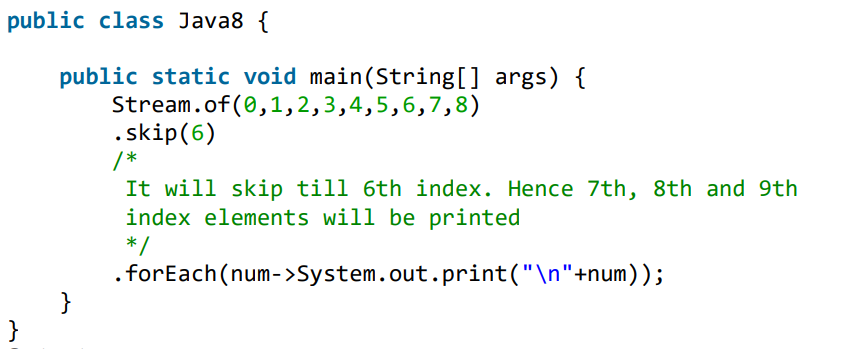 public class Java8 {
public static void main(String[] args) {
Stream.of(0,1,2,3,4,5,6,7,8)
.skip(6)
/*
It will skip till 6th index. Hence 7th, 8th and 9th
index elements will be printed
*/
.forEach(num->System.out.print("\n"+num));
}
}